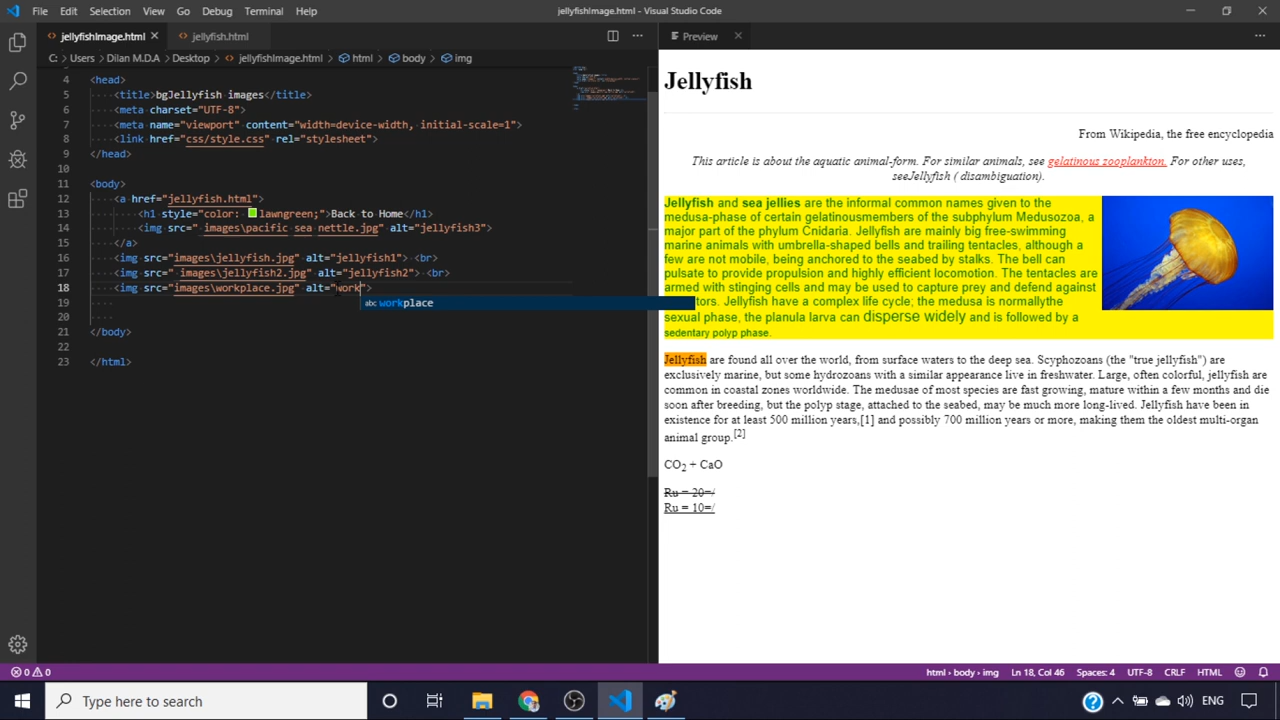 File Edit Selection View Go Debug Terminal Help
jellyfishImage.html - Visual Studio Code
jellyfishImage.html
jellyfish.html
Preview
C: > Users > Dilan M.D.A > Desktop > jellyfishImage.html > html > body > img
4 <head>
5 <title>bgJellyfish images</title>
6 <meta charset="UTF-8">
7 <meta name="viewport" content="width=device-width, initial-scale=1">
8 <link href="css/style.css" rel="stylesheet">
9 </head>
10
11 <body>
12 <a href="jellyfish.html">
13 <h1 style="color: lawngreen;">Back to Home</h1>
14 <img src=" images\pacific sea nettle.jpg" alt="jellyfish3">
15 </a>
16 <img src="images\jellyfish.jpg" alt="jellyfish1"> <br>
17 <img src=" images\jellyfish2.jpg" alt="jellyfish2"> <br>
18 <img src="images\workplace.jpg" alt="work">
abc workplace
19
20
21 </body>
22
23 </html>
Jellyfish
From Wikipedia, the free encyclopedia
This article is about the aquatic animal-form. For similar animals, see gelatinous zooplankton. For other uses,
seeJellyfish ( disambiguation).
Jellyfish and sea jellies are the informal common names given to the
medusa-phase of certain gelatinousmembers of the subphylum Medusozoa, a
major part of the phylum Cnidaria. Jellyfish are mainly big free-swimming
marine animals with umbrella-shaped bells and trailing tentacles, although a
few are not mobile, being anchored to the seabed by stalks. The bell can
pulsate to provide propulsion and highly efficient locomotion. The tentacles are
armed with stinging cells and may be used to capture prey and defend against
tors. Jellyfish have a complex life cycle; the medusa is normallythe
sexual phase, the planula larva can disperse widely and is followed by a
sedentary polyp phase.
Jellyfish are found all over the world, from surface waters to the deep sea. Scyphozoans (the "true jellyfish") are
exclusively marine, but some hydrozoans with a similar appearance live in freshwater. Large, often colorful, jellyfish are
common in coastal zones worldwide. The medusae of most species are fast growing, mature within a few months and die
soon after breeding, but the polyp stage, attached to the seabed, may be much more long-lived. Jellyfish have been in
existence for at least 500 million years,[1] and possibly 700 million years or more, making them the oldest multi-organ
animal group.[2]
CO2 + CaO
Ru = 20=/
Ru = 10=/
0 0
html › body › img Ln 18, Col 46 Spaces: 4 UTF-8 CRLF HTML
Type here to search
ENG